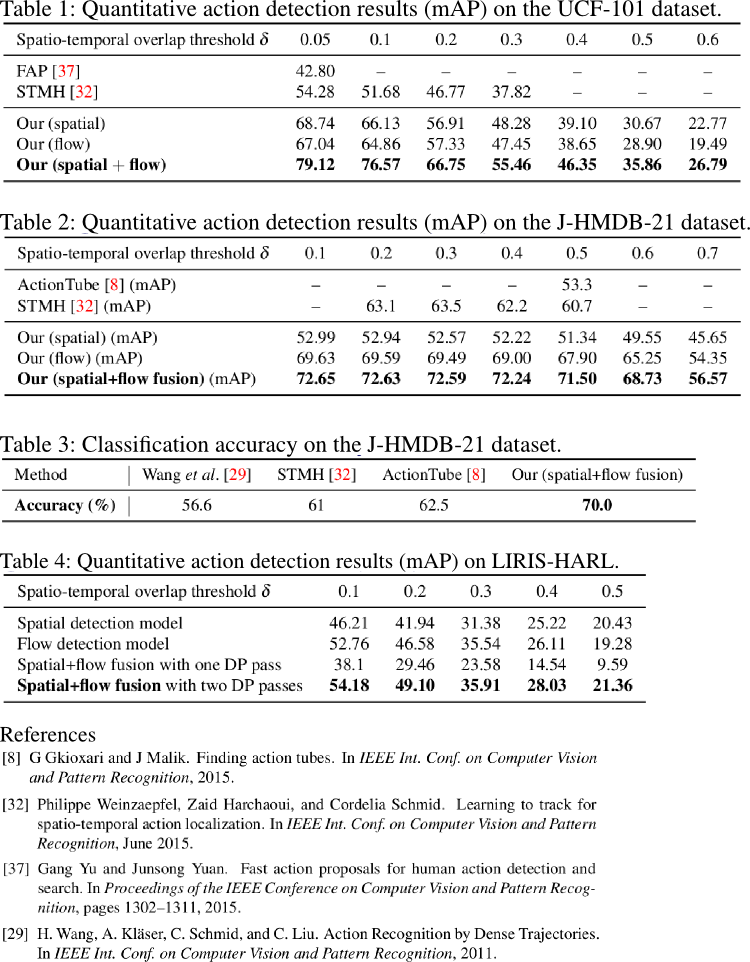 Table 1: Quantitative action detection results (mAP) on the UCF-101 dataset.
Spatio-temporal overlap threshold δ 0.05 0.1 0.2 0.3 0.4 0.5 0.6
FAP [37] 42.80 – – – – – –
STMH [32] 54.28 51.68 46.77 37.82 – – –
Our (spatial) 68.74 66.13 56.91 48.28 39.10 30.67 22.77
Our (flow) 67.04 64.86 57.33 47.45 38.65 28.90 19.49
Our (spatial + flow) 79.12 76.57 66.75 55.46 46.35 35.86 26.79
Table 2: Quantitative action detection results (mAP) on the J-HMDB-21 dataset.
Spatio-temporal overlap threshold δ 0.1 0.2 0.3 0.4 0.5 0.6 0.7
ActionTube [8] (mAP) – – – – 53.3 – –
STMH [32] (mAP) – 63.1 63.5 62.2 60.7 – –
Our (spatial) (mAP) 52.99 52.94 52.57 52.22 51.34 49.55 45.65
Our (flow) (mAP) 69.63 69.59 69.49 69.00 67.90 65.25 54.35
Our (spatial+flow fusion) (mAP) 72.65 72.63 72.59 72.24 71.50 68.73 56.57
Table 3: Classification accuracy on the J-HMDB-21 dataset.
Method Wang et al. [29] STMH [32] ActionTube [8] Our (spatial+flow fusion)
Accuracy (%) 56.6 61 62.5 70.0
Table 4: Quantitative action detection results (mAP) on LIRIS-HARL.
Spatio-temporal overlap threshold δ 0.1 0.2 0.3 0.4 0.5
Spatial detection model 46.21 41.94 31.38 25.22 20.43
Flow detection model 52.76 46.58 35.54 26.11 19.28
Spatial+flow fusion with one DP pass 38.1 29.46 23.58 14.54 9.59
Spatial+flow fusion with two DP passes 54.18 49.10 35.91 28.03 21.36
References
[8] G Gkioxari and J Malik. Finding action tubes. In IEEE Int. Conf. on Computer Vision
and Pattern Recognition, 2015.
[32] Philippe Weinzaepfel, Zaid Harchaoui, and Cordelia Schmid. Learning to track for
spatio-temporal action localization. In IEEE Int. Conf. on Computer Vision and Pattern
Recognition, June 2015.
[37] Gang Yu and Junsong Yuan. Fast action proposals for human action detection and
search. In Proceedings of the IEEE Conference on Computer Vision and Pattern Recog-
nition, pages 1302–1311, 2015.
[29] H. Wang, A. Kläser, C. Schmid, and C. Liu. Action Recognition by Dense Trajectories.
In IEEE Int. Conf. on Computer Vision and Pattern Recognition, 2011.